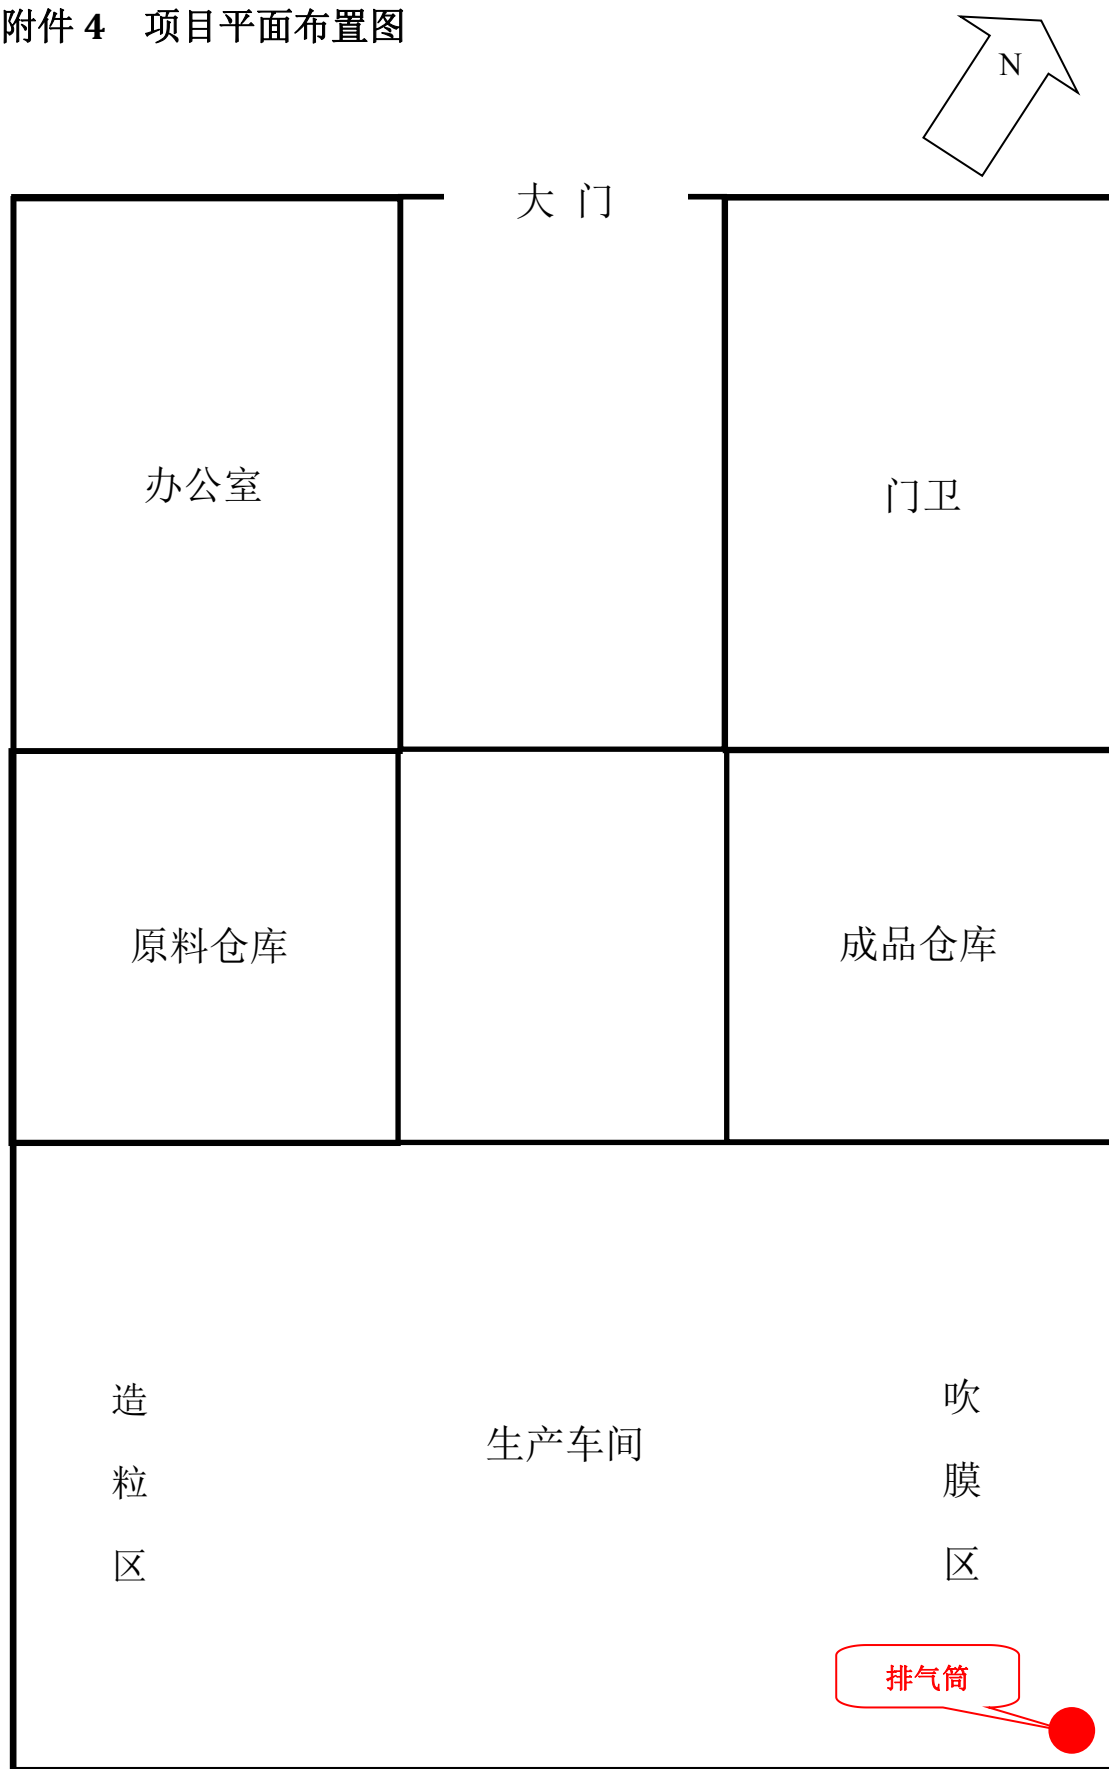 附件 4 项目平面布置图
N
大 门
办公室
门卫
原料仓库
成品仓库
造粒区
生产车间
吹膜区
排气筒